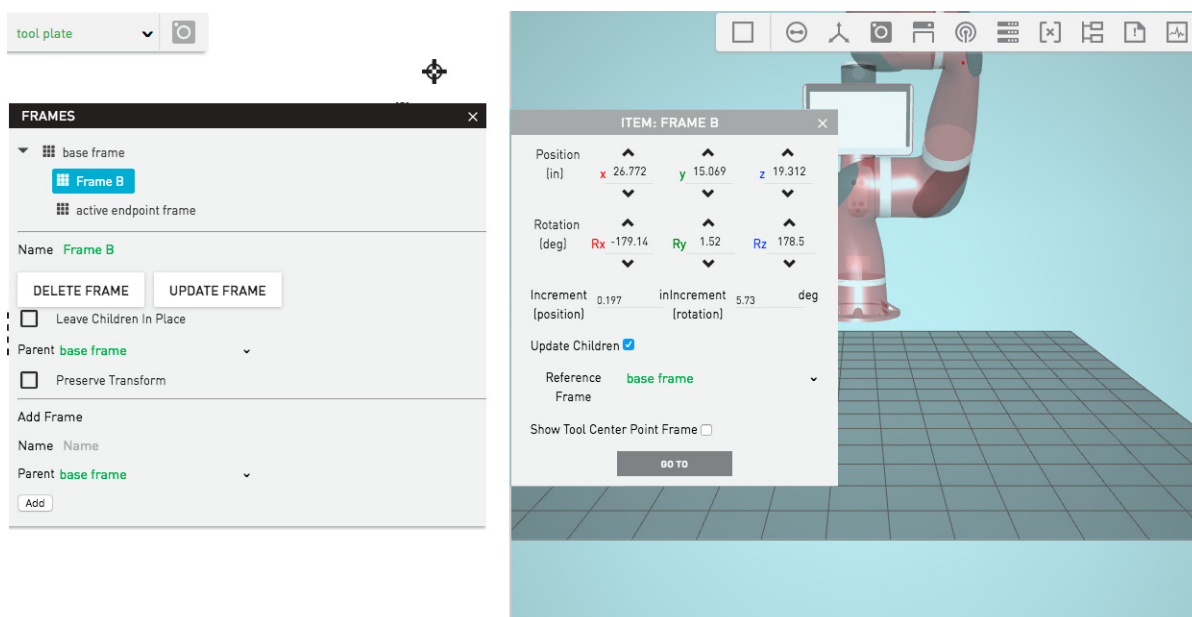 tool plate
FRAMES
base frame
Frame B
active endpoint frame
Name Frame B
DELETE FRAME UPDATE FRAME
Leave Children In Place
Parent base frame
Preserve Transform
Add Frame
Name Name
Parent base frame
Add
ITEM: FRAME B
Position x 26.772 y 15.069 z 19.312
(in)
Rotation
(deg) Rx -179.14 Ry 1.52 Rz 178.5
Increment 0.197 inIncrement 5.73 deg
(position) (rotation)
Update Children
Reference base frame
Frame
Show Tool Center Point Frame
GO TO